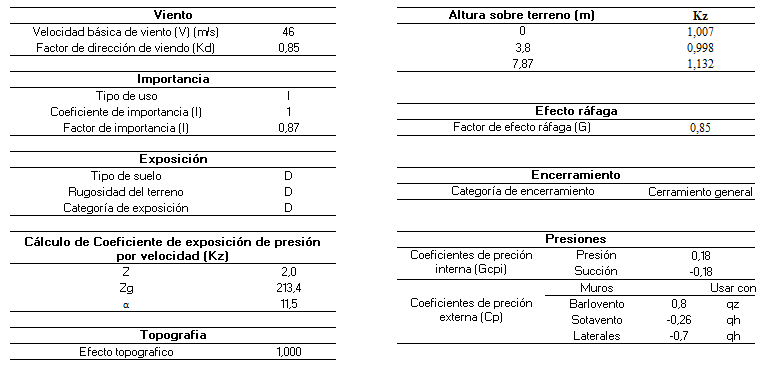 Viento
Velocidad básica de viento (V) (m/s) 46
Factor de dirección de viendo (Kd) 0,85
Importancia
Tipo de uso I
Coeficiente de importancia (I) 1
Factor de importancia (I) 0,87
Exposición
Tipo de suelo D
Rugosidad del terreno D
Categoría de exposición D
Cálculo de Coeficiente de exposición de presión
por velocidad (Kz)
Z 2,0
Zg 213,4
α 11,5
Topografia
Efecto topografico 1,000
Altura sobre terreno (m) Kz
0 1,007
3,8 0,998
7,87 1,132
Efecto ráfaga
Factor de efecto ráfaga (G) 0,85
Encerramiento
Categoría de encerramiento Cerramiento general
Presiones
Coeficientes de preción Presión 0,18
interna (Gcpi) Succión -0,18
Muros Usar con
Coeficientes de preción Barlovento 0,8 qz
externa (Cp) Sotavento -0,26 qh
Laterales -0,7 qh